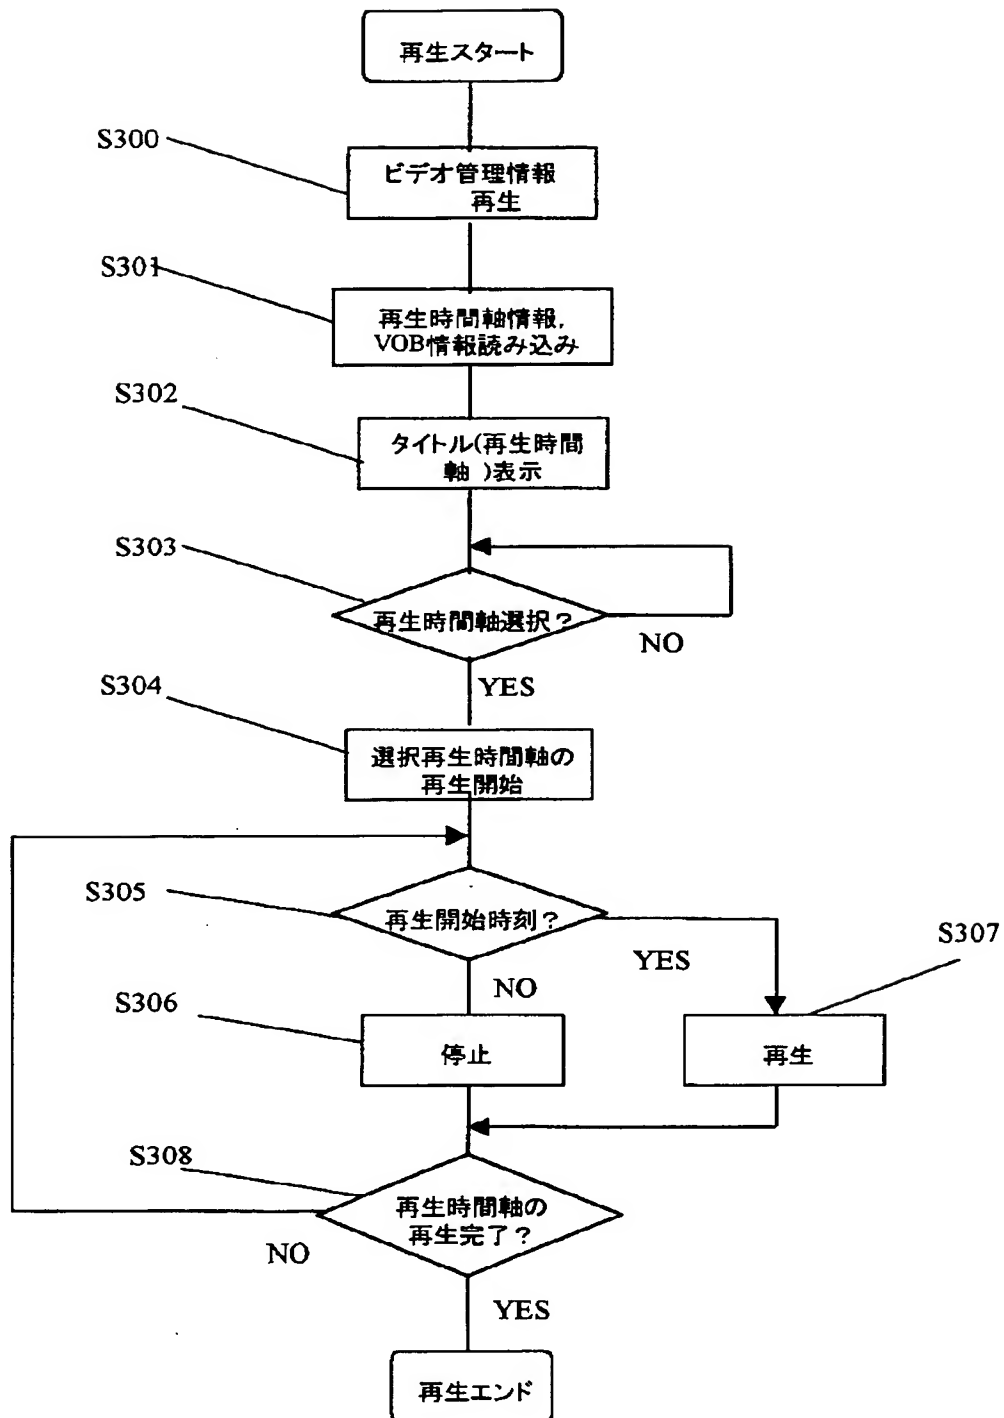 再生スタート
S300
ビデオ管理情報
再生
S301
再生時間軸情報,
VOB情報読み込み
S302
タイトル(再生時間
軸 )表示
S303
再生時間軸選択?
NO
YES
S304
選択再生時間軸の
再生開始
S305
再生開始時刻?
YES
S307
NO
S306
停止
再生
S308
再生時間軸の
再生完了?
NO
YES
再生エンド